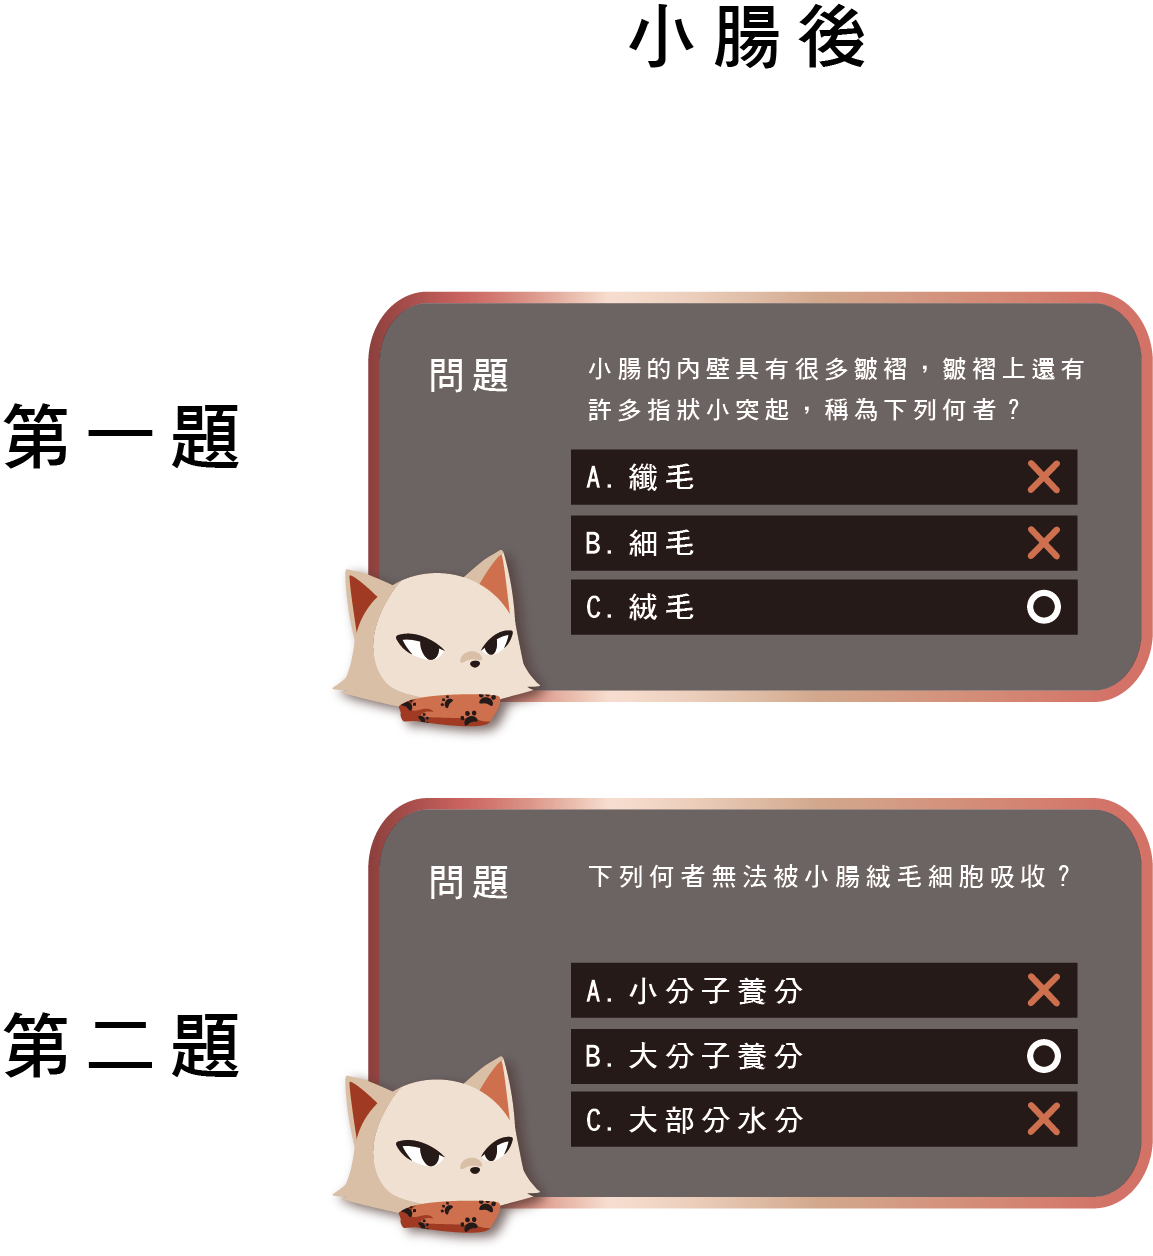 小腸後
第一題
問題
小腸的內壁具有很多皺褶，皺褶上還有
許多指狀小突起，稱為下列何者？
A. 纖毛
B. 細毛
C. 絨毛
第二題
問題
下列何者無法被小腸絨毛細胞吸收？
A. 小分子養分
B. 大分子養分
C. 大部分水分